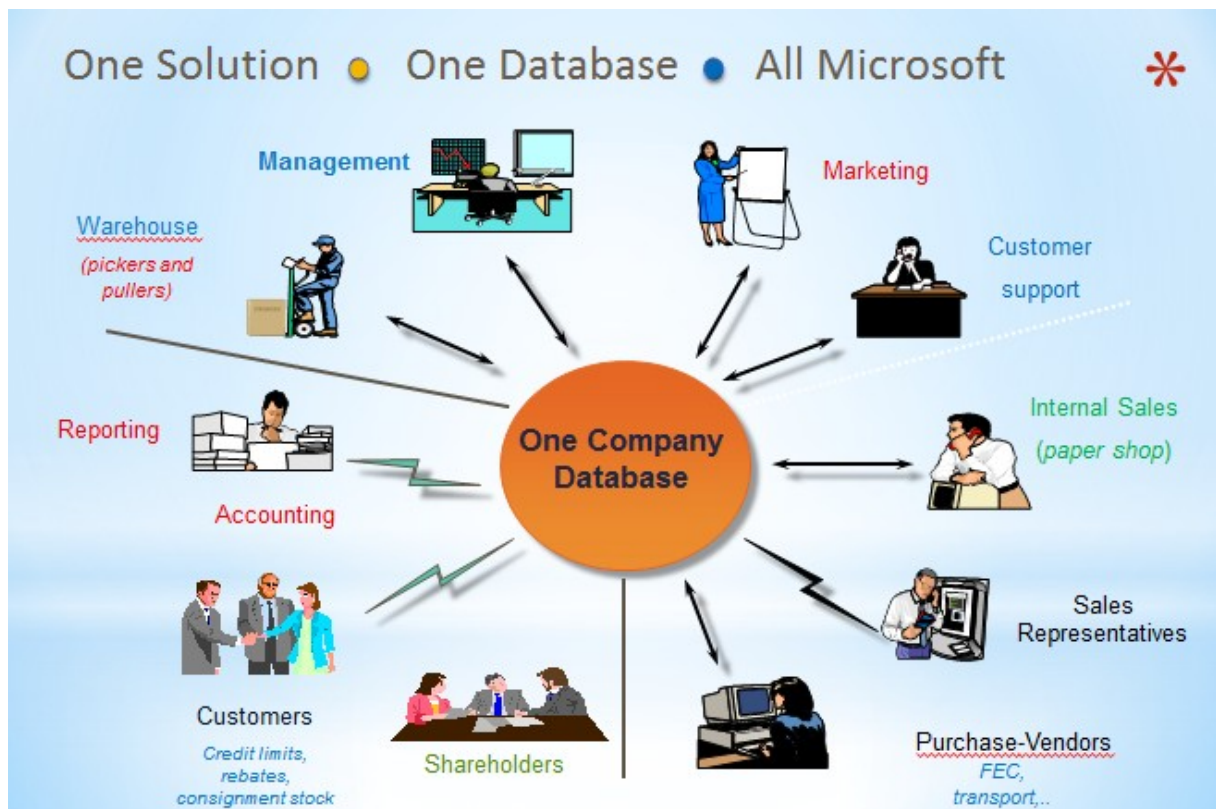 One Solution One Database All Microsoft *
Management
Marketing
Warehouse
(pickers and
pullers)
Customer
support
Reporting
One Company
Database
Internal Sales
(paper shop)
Accounting
Sales
Representatives
Customers
Credit limits,
rebates,
consignment stock
Shareholders
Purchase-Vendors
FEC,
transport,..